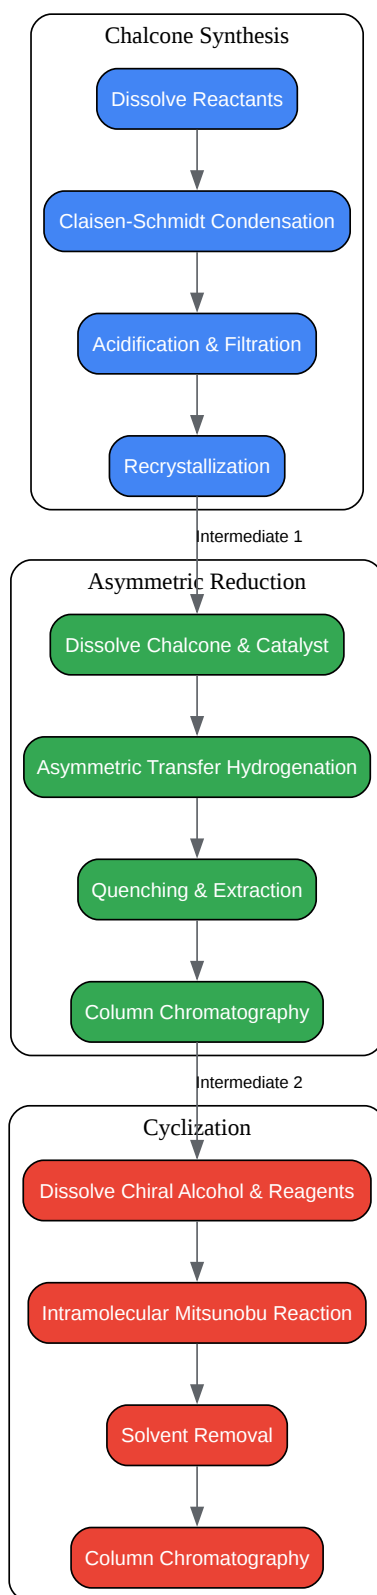 Chalcone Synthesis
Dissolve Reactants
Claisen-Schmidt Condensation
Acidification & Filtration
Recrystallization
Intermediate 1
Asymmetric Reduction
Dissolve Chalcone & Catalyst
Asymmetric Transfer Hydrogenation
Quenching & Extraction
Column Chromatography
Intermediate 2
Cyclization
Dissolve Chiral Alcohol & Reagents
Intramolecular Mitsunobu Reaction
Solvent Removal
Column Chromatography